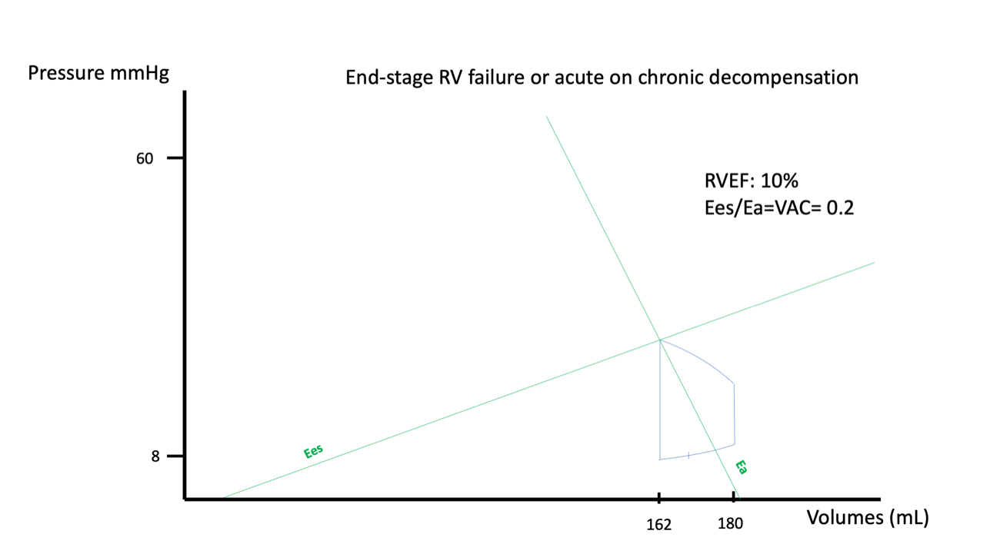 Pressure mmHg
End-stage RV failure or acute on chronic decompensation
60
RVEF: 10%
Ees/Ea=VAC= 0.2
Ees
8
Ea
162
180
Volumes (mL)